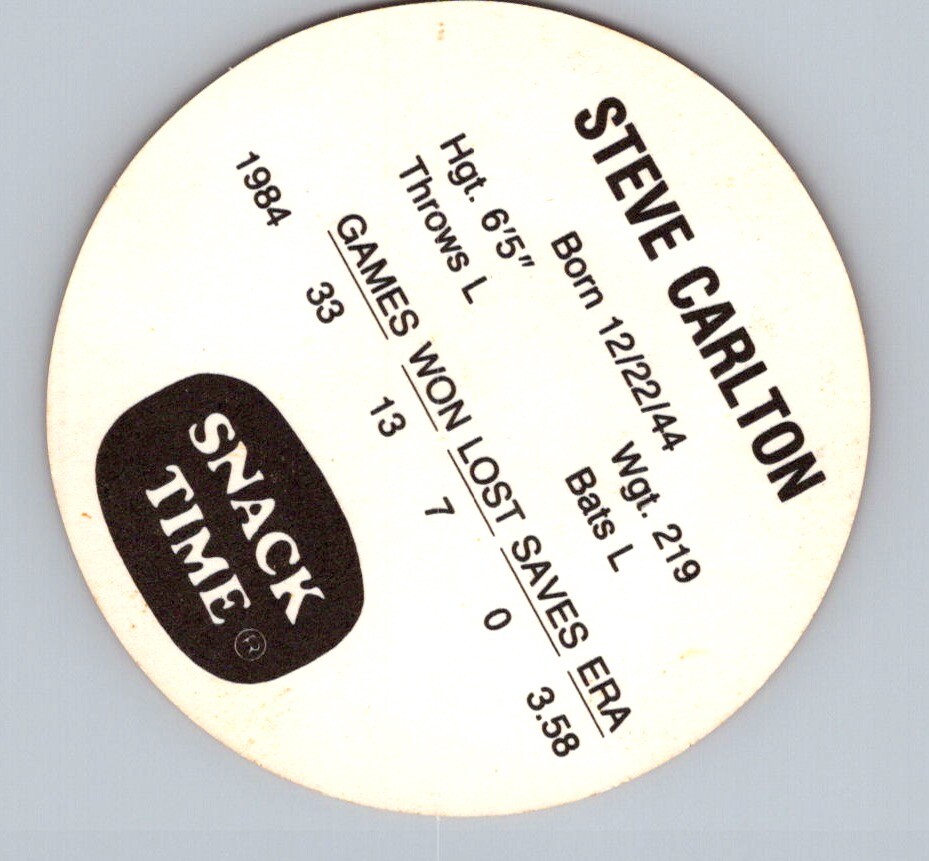 STEVE CARLTON
Born 12/22/44
Hgt. 6'5" Wgt. 219
Throws L Bats L
GAMES WON LOST SAVES ERA
1984 33 13 7 0 3.58
SNACK
TIME ®